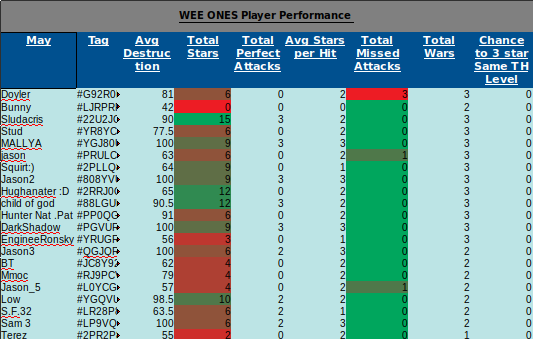 WEE ONES Player Performance
May Tag Avg Destruc tion Total Stars Total Perfect Attacks Avg Stars per Hit Total Missed Attacks Total Wars Chance to 3 star Same TH Level
Doyler #G92R0 81 6 0 2 3 3 0
Bunny #LJRPR 42 0 0 0 0 2 0
Sludacris #22U2J 90 15 3 2 0 3 0
Stud #YR8YC 77.5 6 0 2 0 3 0
MALLYA #YGJ80 100 9 3 3 0 3 0
jason #PRULC 63 6 0 2 1 3 0
Squirt:) #2PLLQ 64 9 0 1 0 3 0
Jason2 #808YV 100 9 3 3 0 3 0
Hughanater :D #2RRJ0 65 12 0 2 0 3 0
child of god #88LGU 90.5 12 3 2 0 3 0
Hunter Nat .Pat #PP0QG 91 6 0 2 0 3 0
DarkShadow #PGVUF 100 9 3 3 0 3 0
EngineeRonsky #YRUGF 56 3 0 1 0 3 0
Jason3 #QGJQF 100 6 2 3 0 2 0
BT #JC8Y9 62 4 0 2 0 2 0
Mmoc #RJ9PC 79 4 0 2 0 2 0
Jason_5 #L0YCG 57 4 0 2 1 2 0
Low #YGQVU 98.5 10 2 2 0 2 0
S.F.32 #LR28P 63.5 6 2 1 0 2 0
Sam 3 #LP9VQ 100 6 2 3 0 2 0
Terez #2PR2P 55 2 0 2 0 1 0